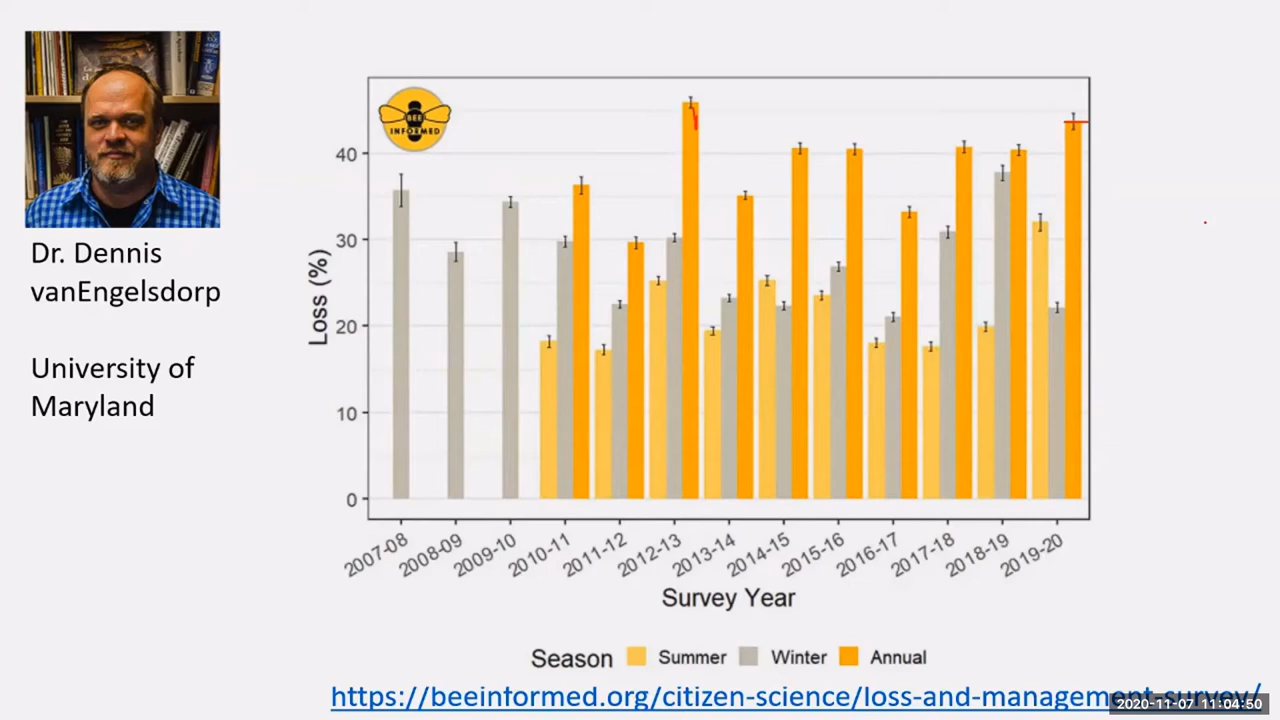 Dr. Dennis
vanEngelsdorp
University of
Maryland
BEE
INFORMED
Loss (%)
40
30
20
10
0
2007-08
2008-09
2009-10
2010-11
2011-12
2012-13
2013-14
2014-15
2015-16
2016-17
2017-18
2018-19
2019-20
Survey Year
Season Summer Winter Annual
https://beeinformed.org/citizen-science/loss-and-management-survey/
2020-11-07 11:04:50